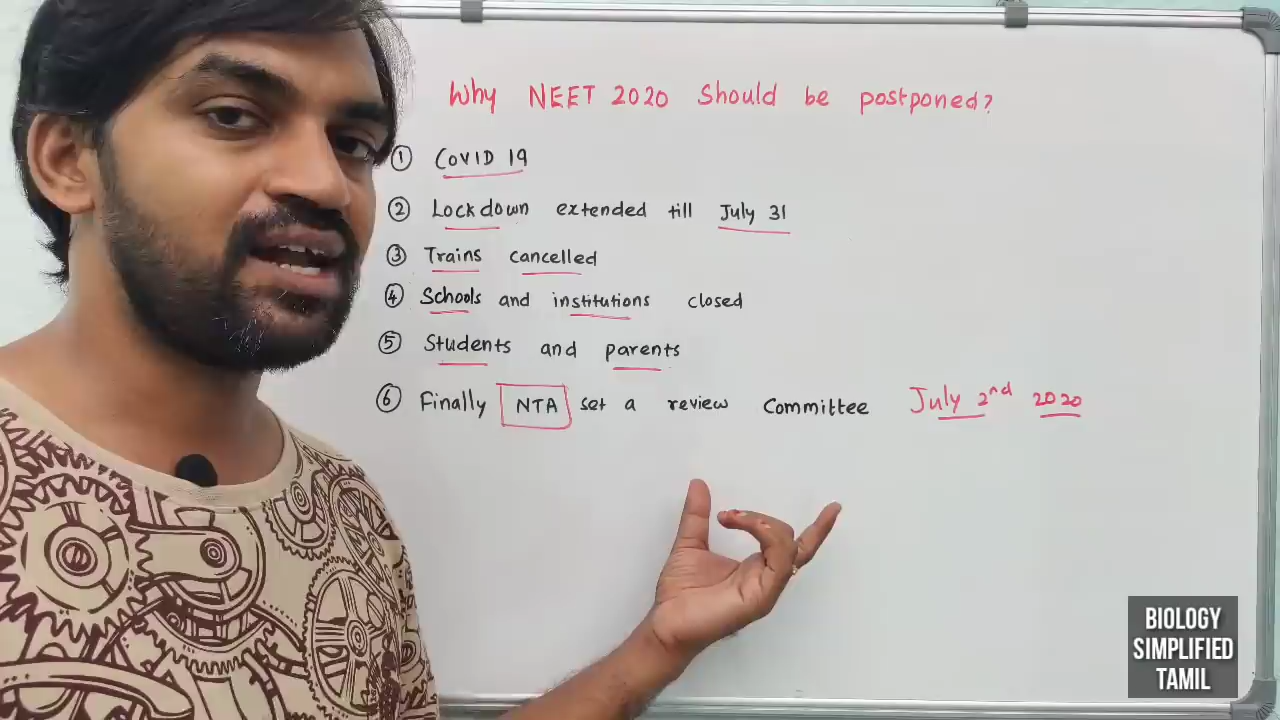 Why NEET 2020 Should be postponed?
① COVID 19
② Lockdown extended till July 31
③ Trains cancelled
④ Schools and institutions closed
⑤ Students and parents
⑥ Finally NTA set a review Committee July 2nd 2020
BIOLOGY
SIMPLIFIED
TAMIL